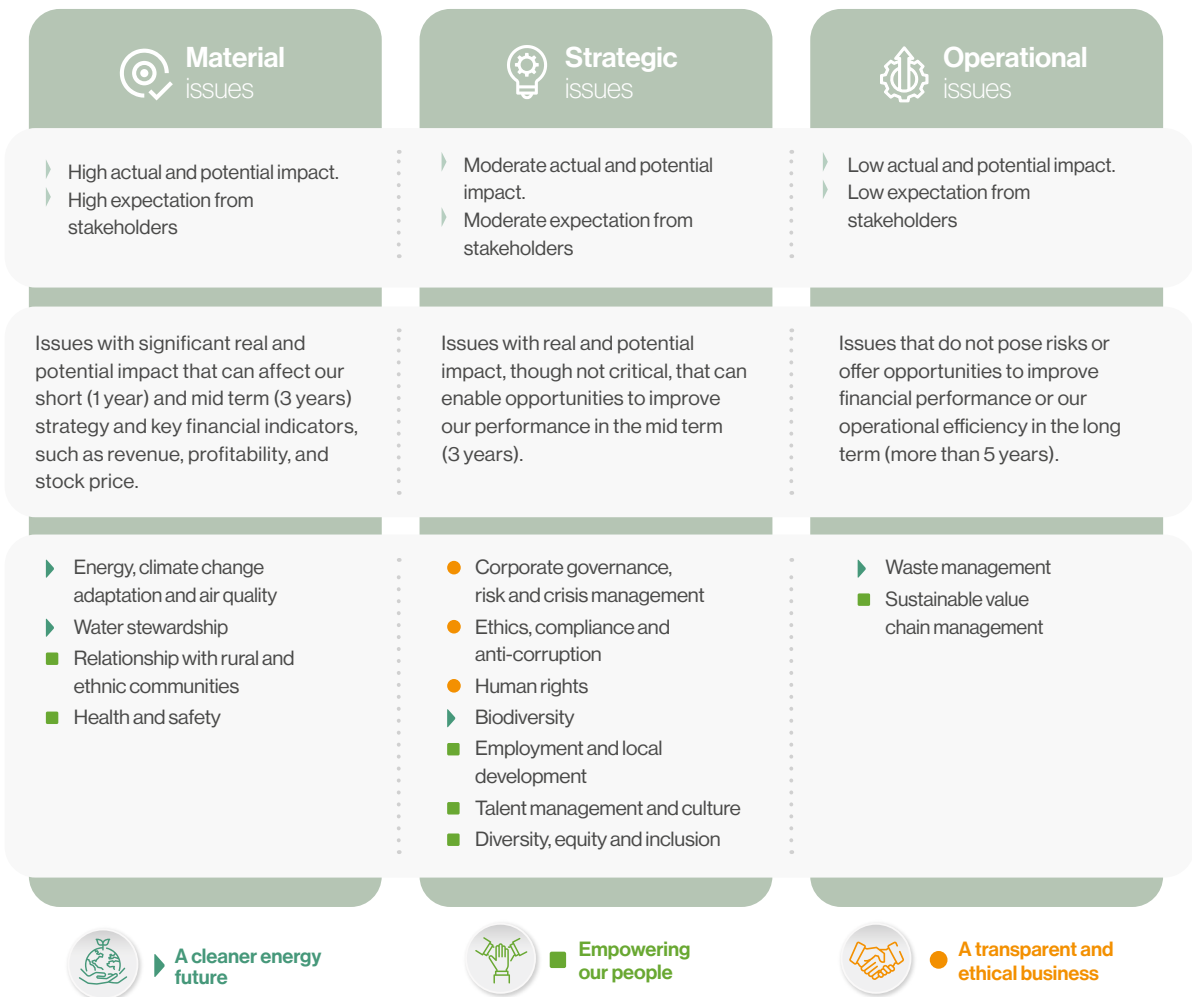 Material
issues
Strategic
issues
Operational
issues
High actual and potential impact.
High expectation from
stakeholders
Moderate actual and potential
impact.
Moderate expectation from
stakeholders
Low actual and potential impact.
Low expectation from
stakeholders
Issues with significant real and
potential impact that can affect our
short (1 year) and mid term (3 years)
strategy and key financial indicators,
such as revenue, profitability, and
stock price.
Issues with real and potential
impact, though not critical, that can
enable opportunities to improve
our performance in the mid term
(3 years).
Issues that do not pose risks or
offer opportunities to improve
financial performance or our
operational efficiency in the long
term (more than 5 years).
Energy, climate change
adaptation and air quality
Water stewardship
Relationship with rural and
ethnic communities
Health and safety
Corporate governance,
risk and crisis management
Ethics, compliance and
anti-corruption
Human rights
Biodiversity
Employment and local
development
Talent management and culture
Diversity, equity and inclusion
Waste management
Sustainable value
chain management
A cleaner energy
future
Empowering
our people
A transparent and
ethical business